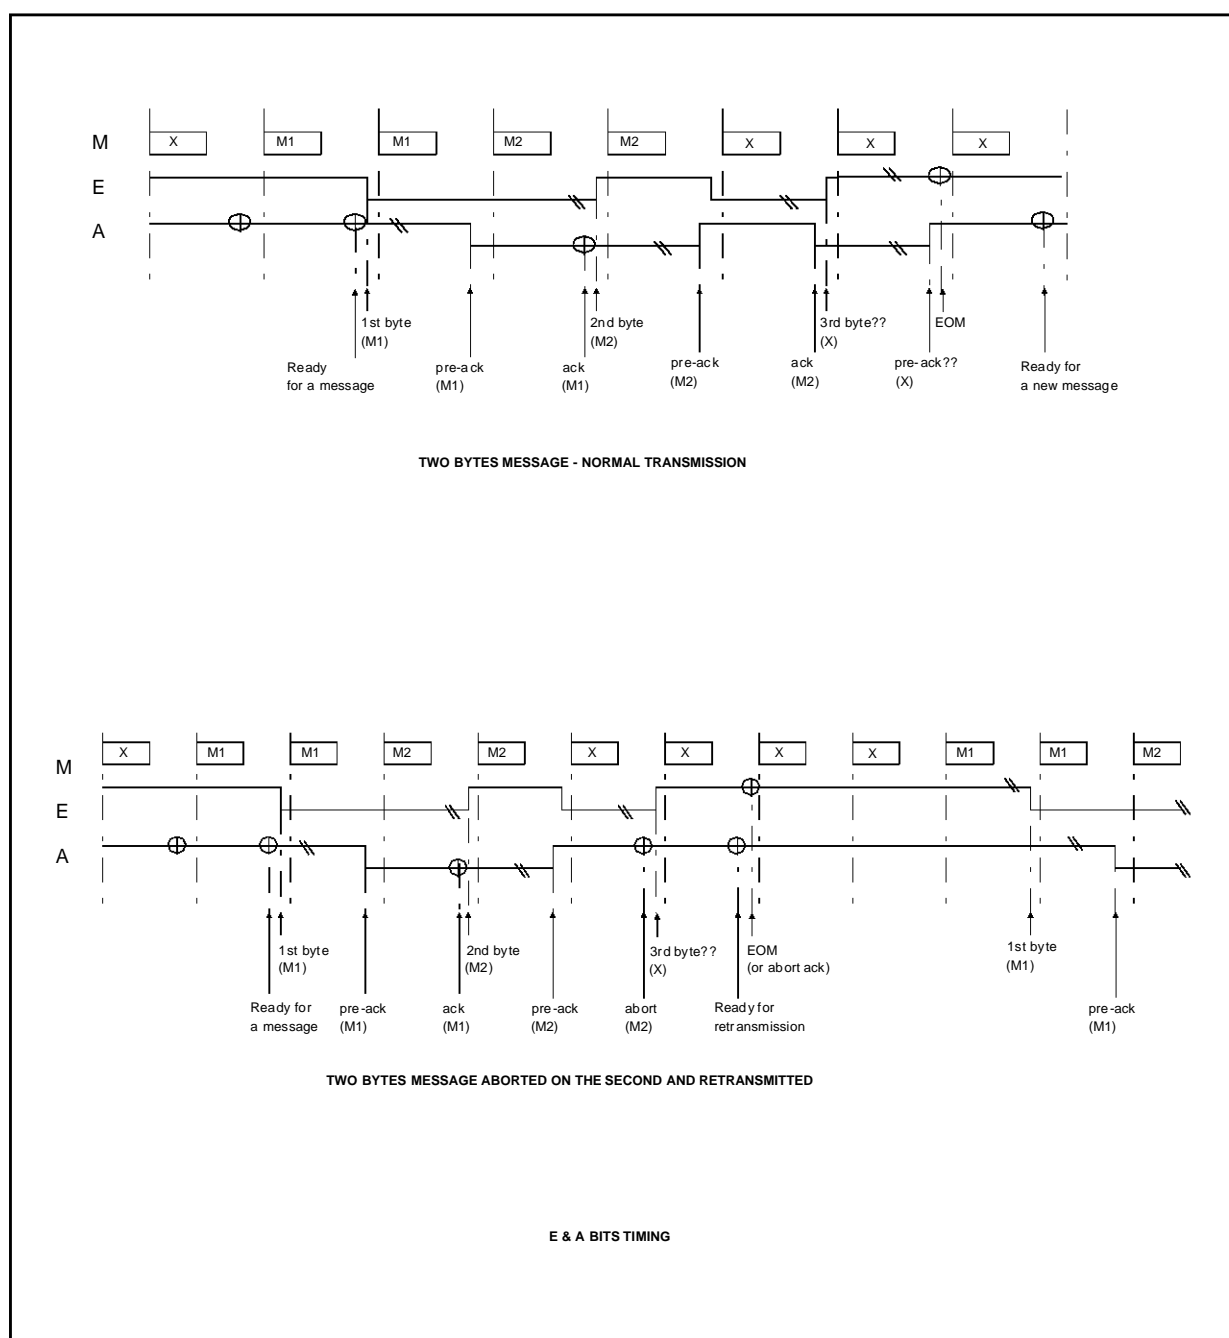 M X M1 M1 M2 M2 X X X
E
A
1st byte 2nd byte 3rd byte?? EOM
(M1) (M2) (X)
Ready pre-ack ack pre-ack ack pre-ack?? Ready for
for a message (M1) (M1) (M2) (M2) (X) a new message
TWO BYTES MESSAGE - NORMAL TRANSMISSION
X M1 M1 M2 M2 X X X X M1 M1 M2
M
E
A
1st byte 2nd byte 3rd byte?? EOM 1st byte
(M1) (M2) (X) (or abort ack) (M1)
Ready for pre-ack ack pre-ack abort Ready for pre-ack
a message (M1) (M1) (M2) (M2) retransmission (M1)
TWO BYTES MESSAGE ABORTED ON THE SECOND AND RETRANSMITTED
E & A BITS TIMING